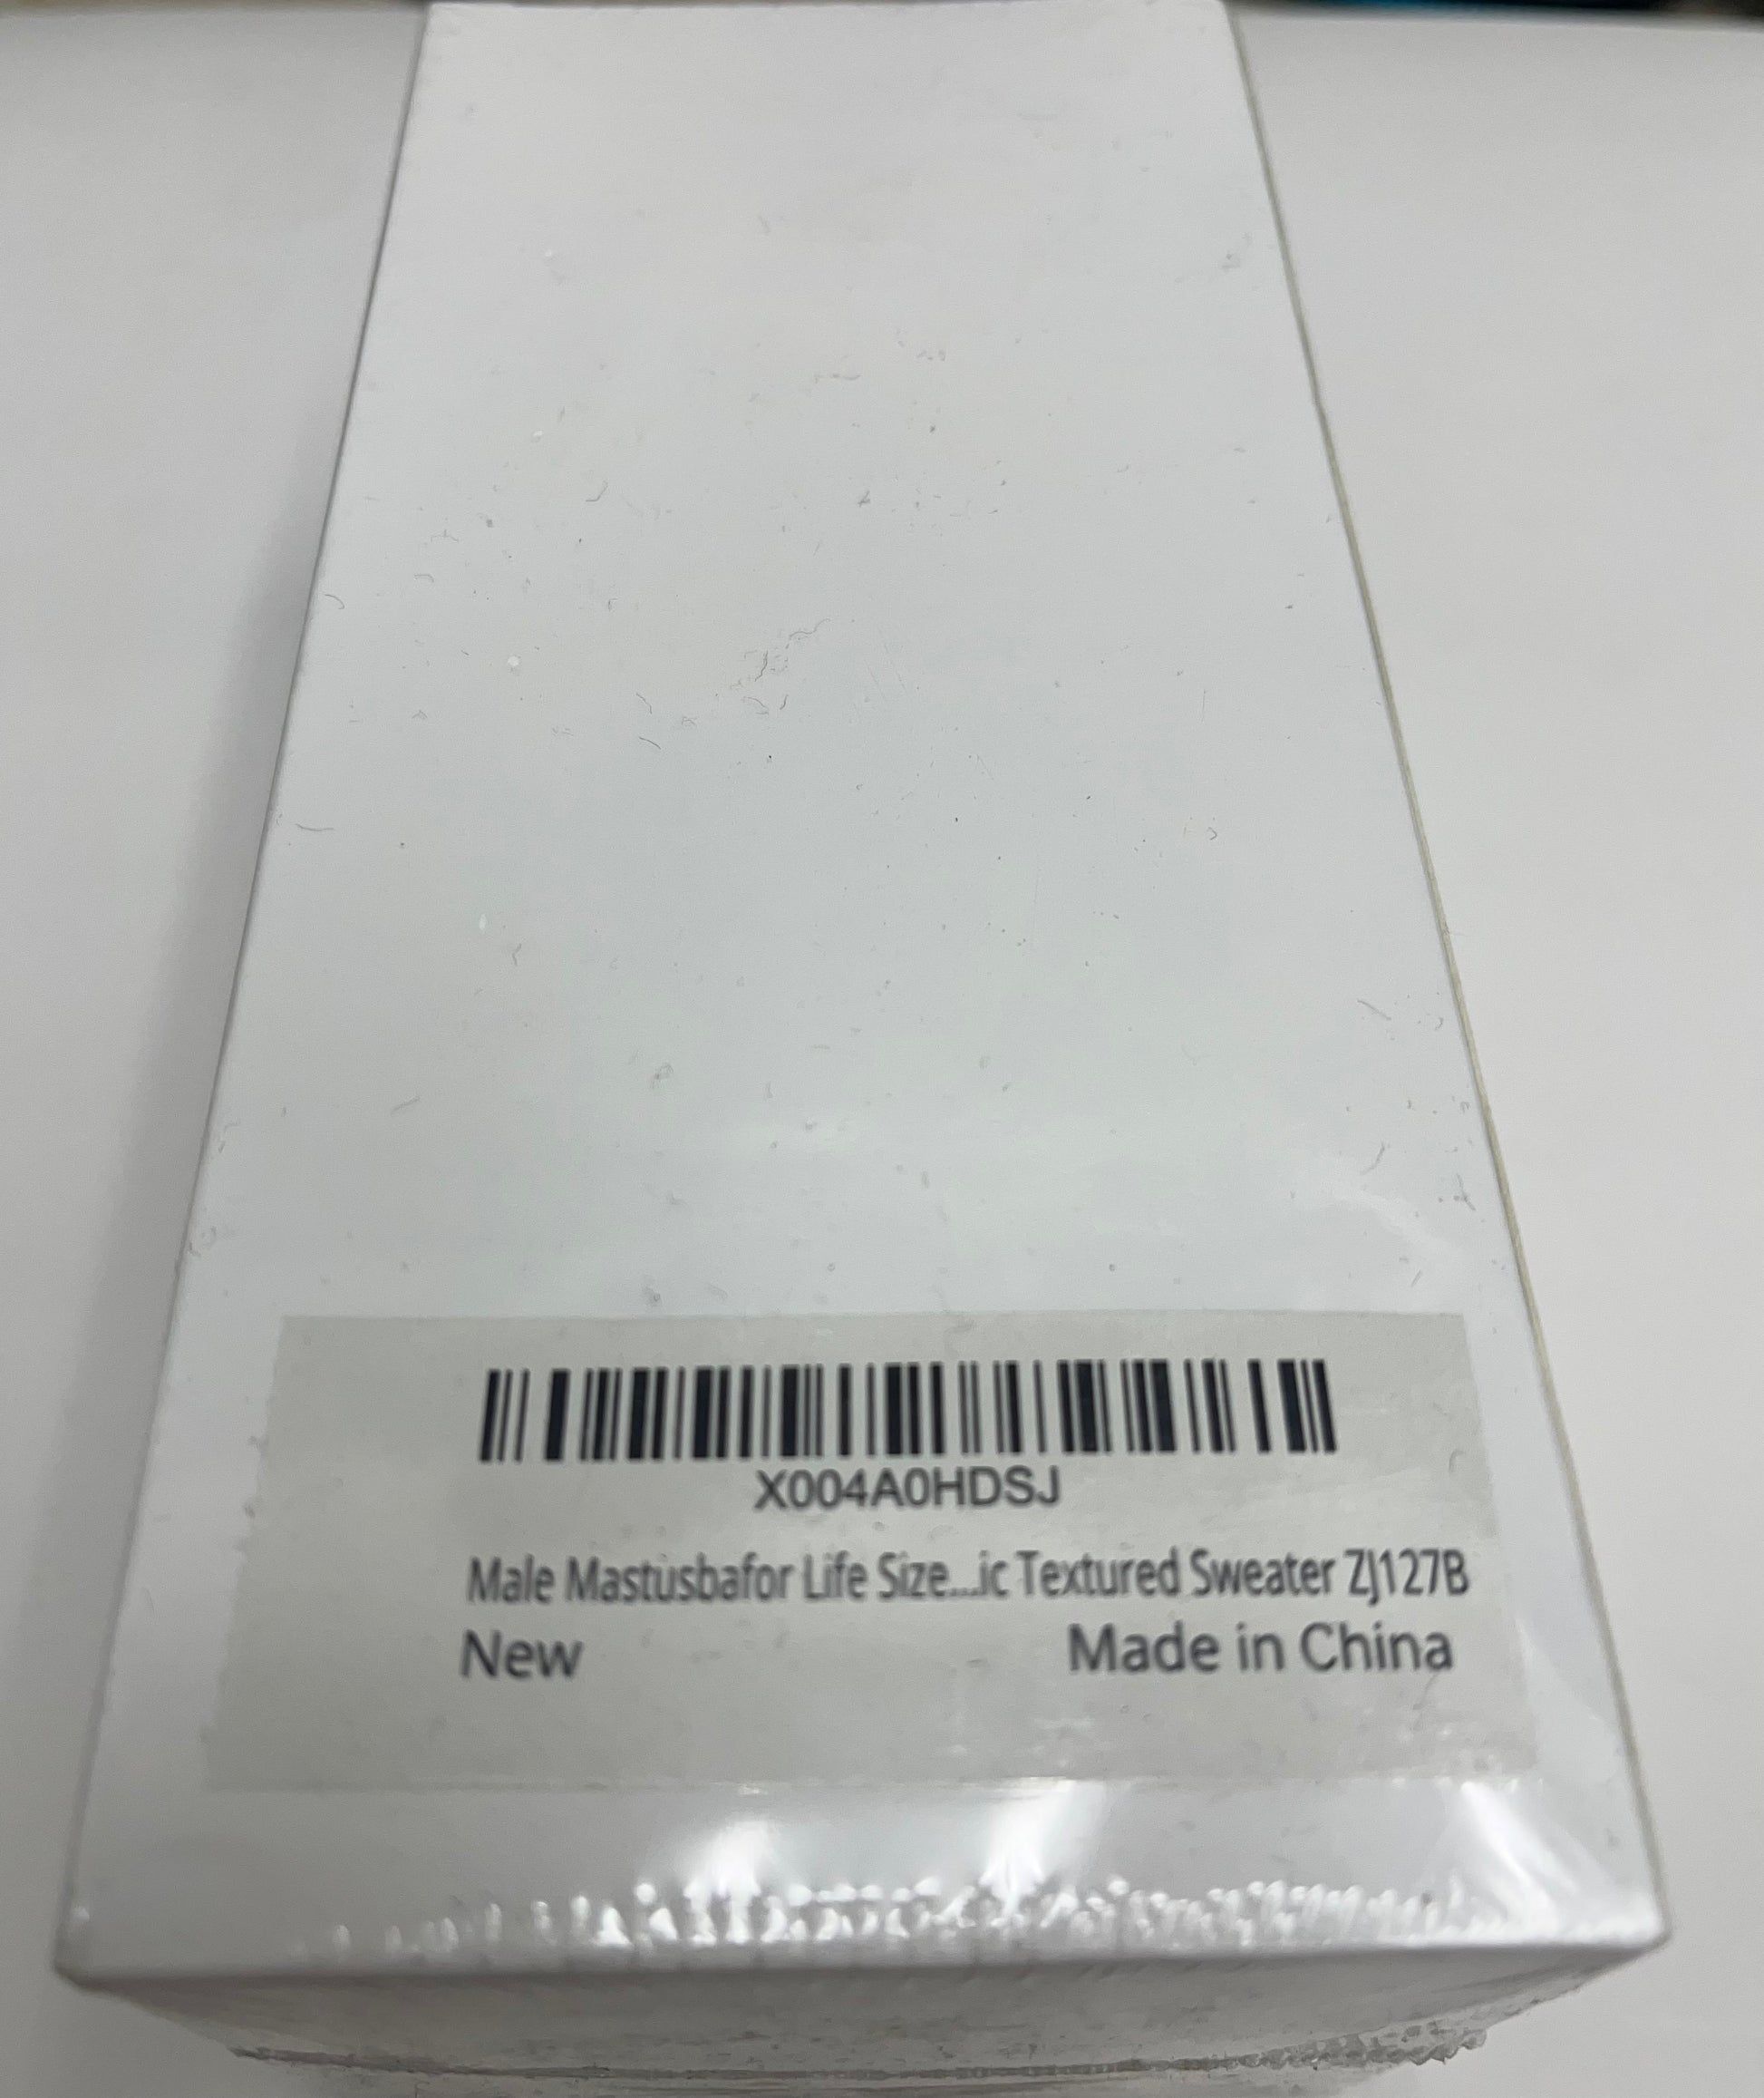 X004A0HDSJ
Male Mastusbafor Life Size...ic Textured Sweater ZJ127B
New Made in China